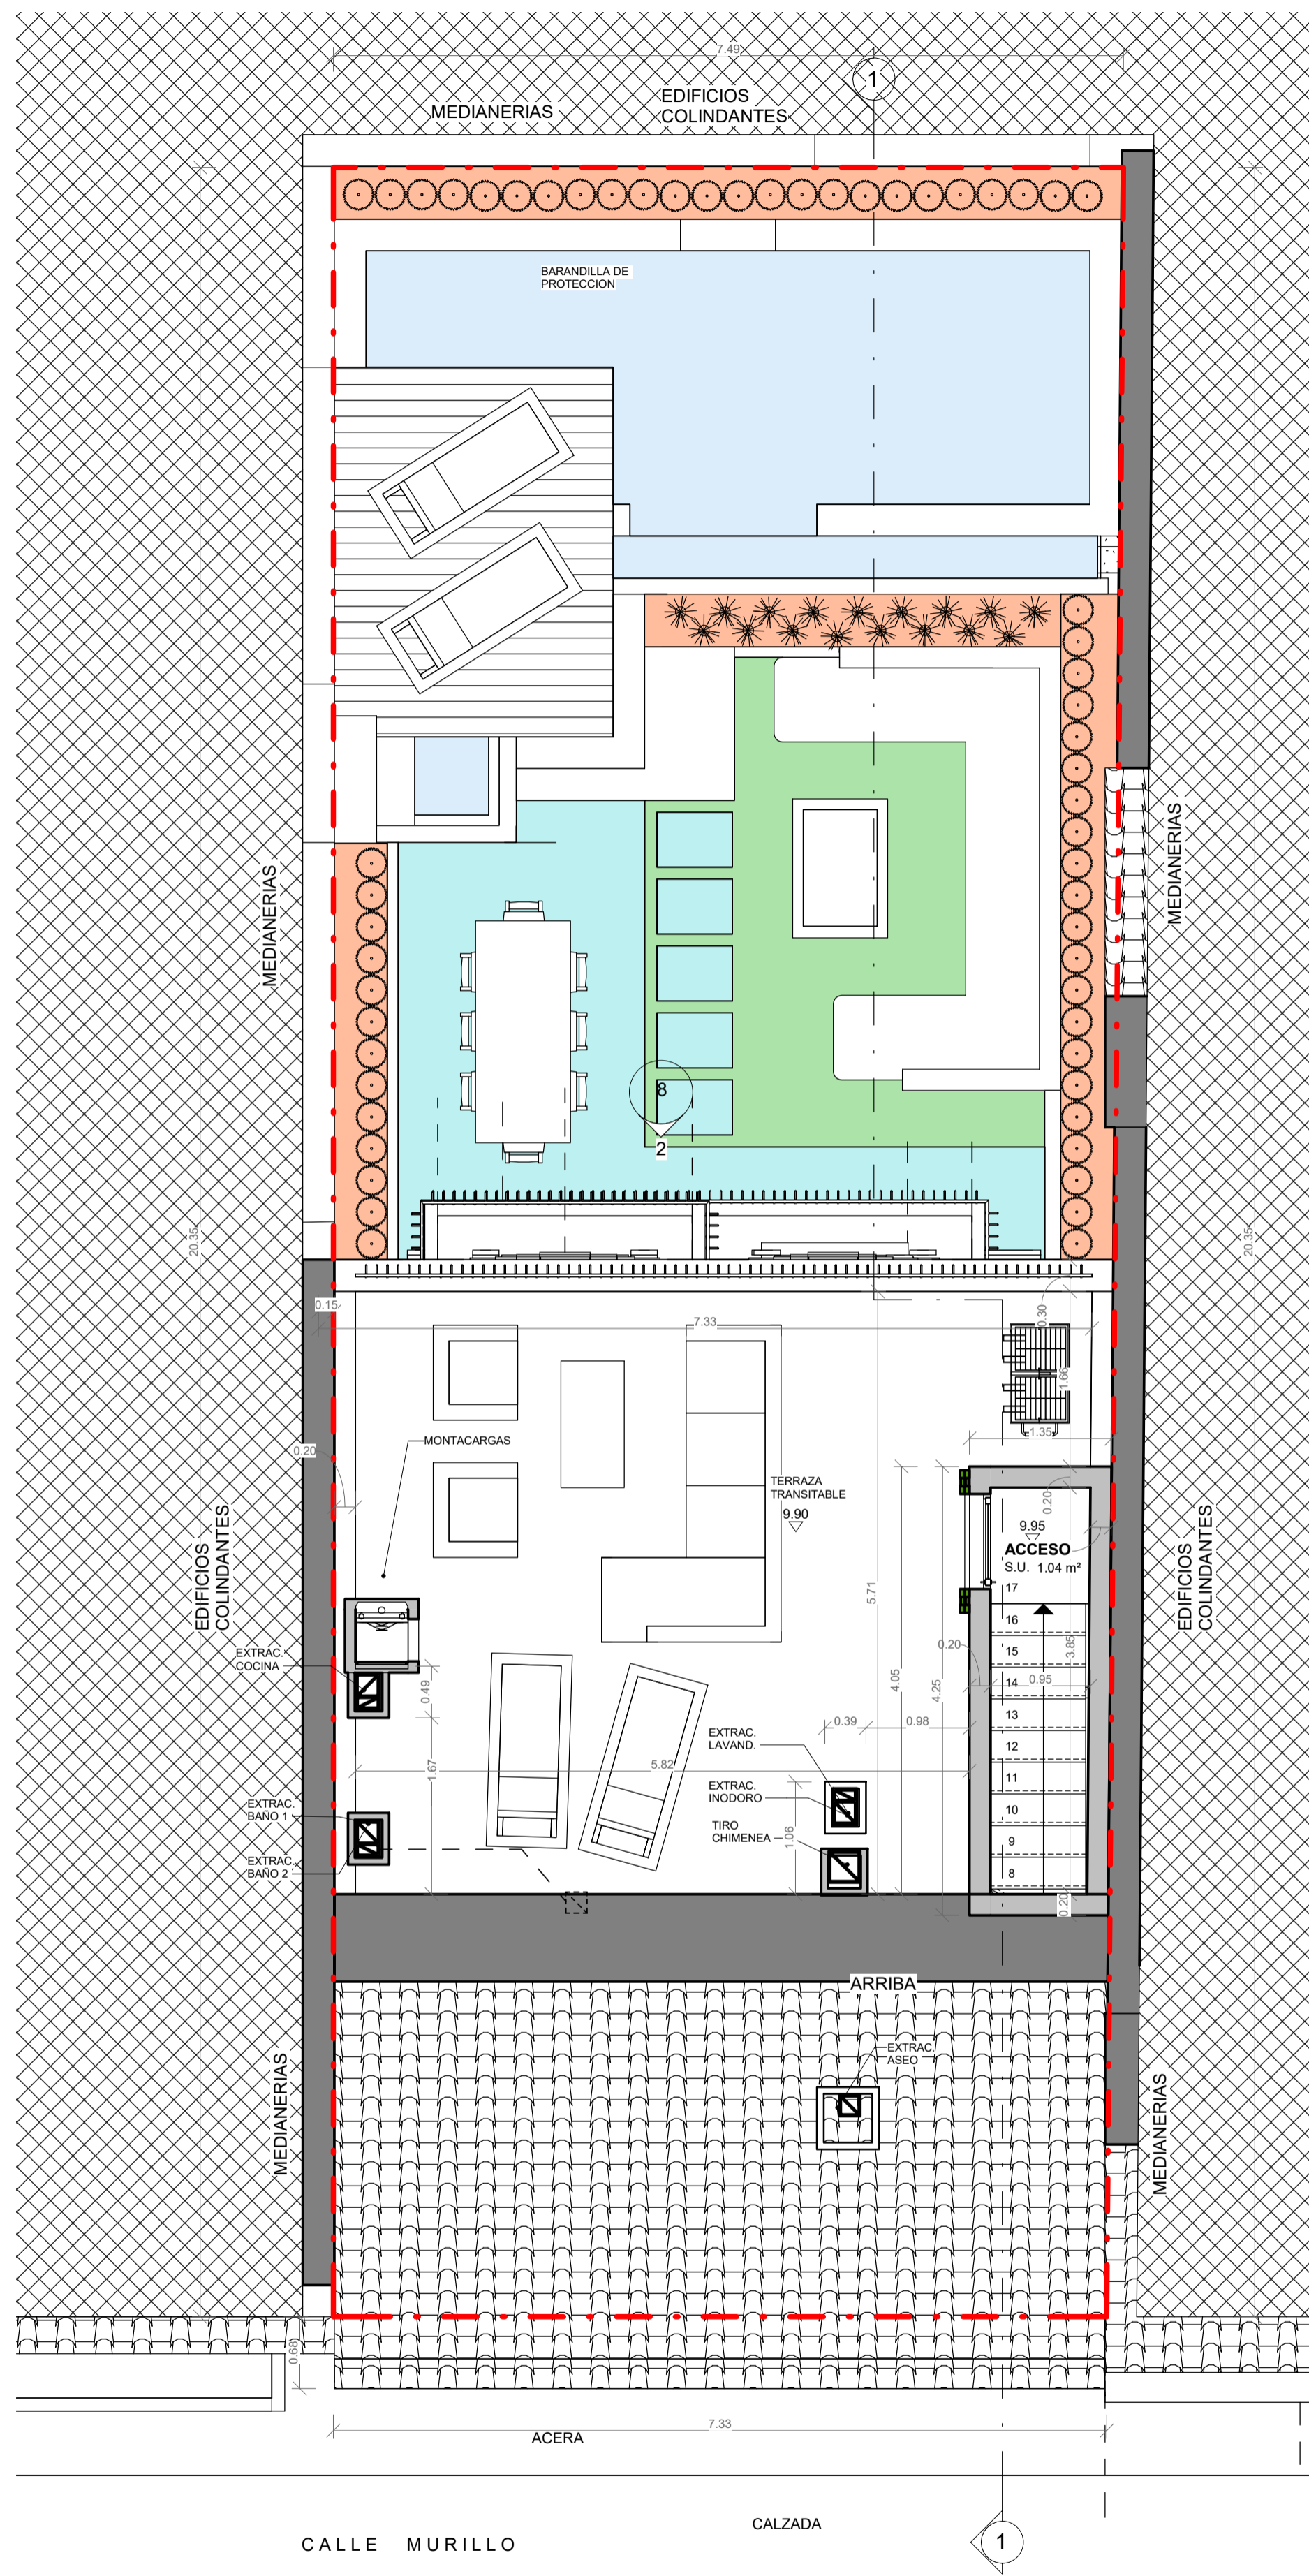 7.49
1
MEDIANERIAS
EDIFICIOS
COLINDANTES
BARANDILLA DE
PROTECCION
MEDIANERIAS
MEDIANERIAS
8
2
20.35
20.35
0.15
7.33
0.30
1.66
1.35
0.20
MONTACARGAS
TERRAZA
TRANSITABLE
9.90
0.20
9.95
ACCESO
S.U. 1.04 m²
17
16
15
14
13
12
11
10
9
8
EDIFICIOS
COLINDANTES
EDIFICIOS
COLINDANTES
5.71
4.05
4.25
3.85
0.20
0.95
EXTRAC.
COCINA
0.49
1.67
0.39
0.98
EXTRAC.
LAVAND.
5.82
EXTRAC.
INODORO
EXTRAC.
BAÑO 1
TIRO
CHIMENEA
1.06
EXTRAC.
BAÑO 2
0.20
ARRIBA
EXTRAC.
ASEO
MEDIANERIAS
MEDIANERIAS
0.68
7.33
ACERA
CALZADA
CALLE MURILLO
1